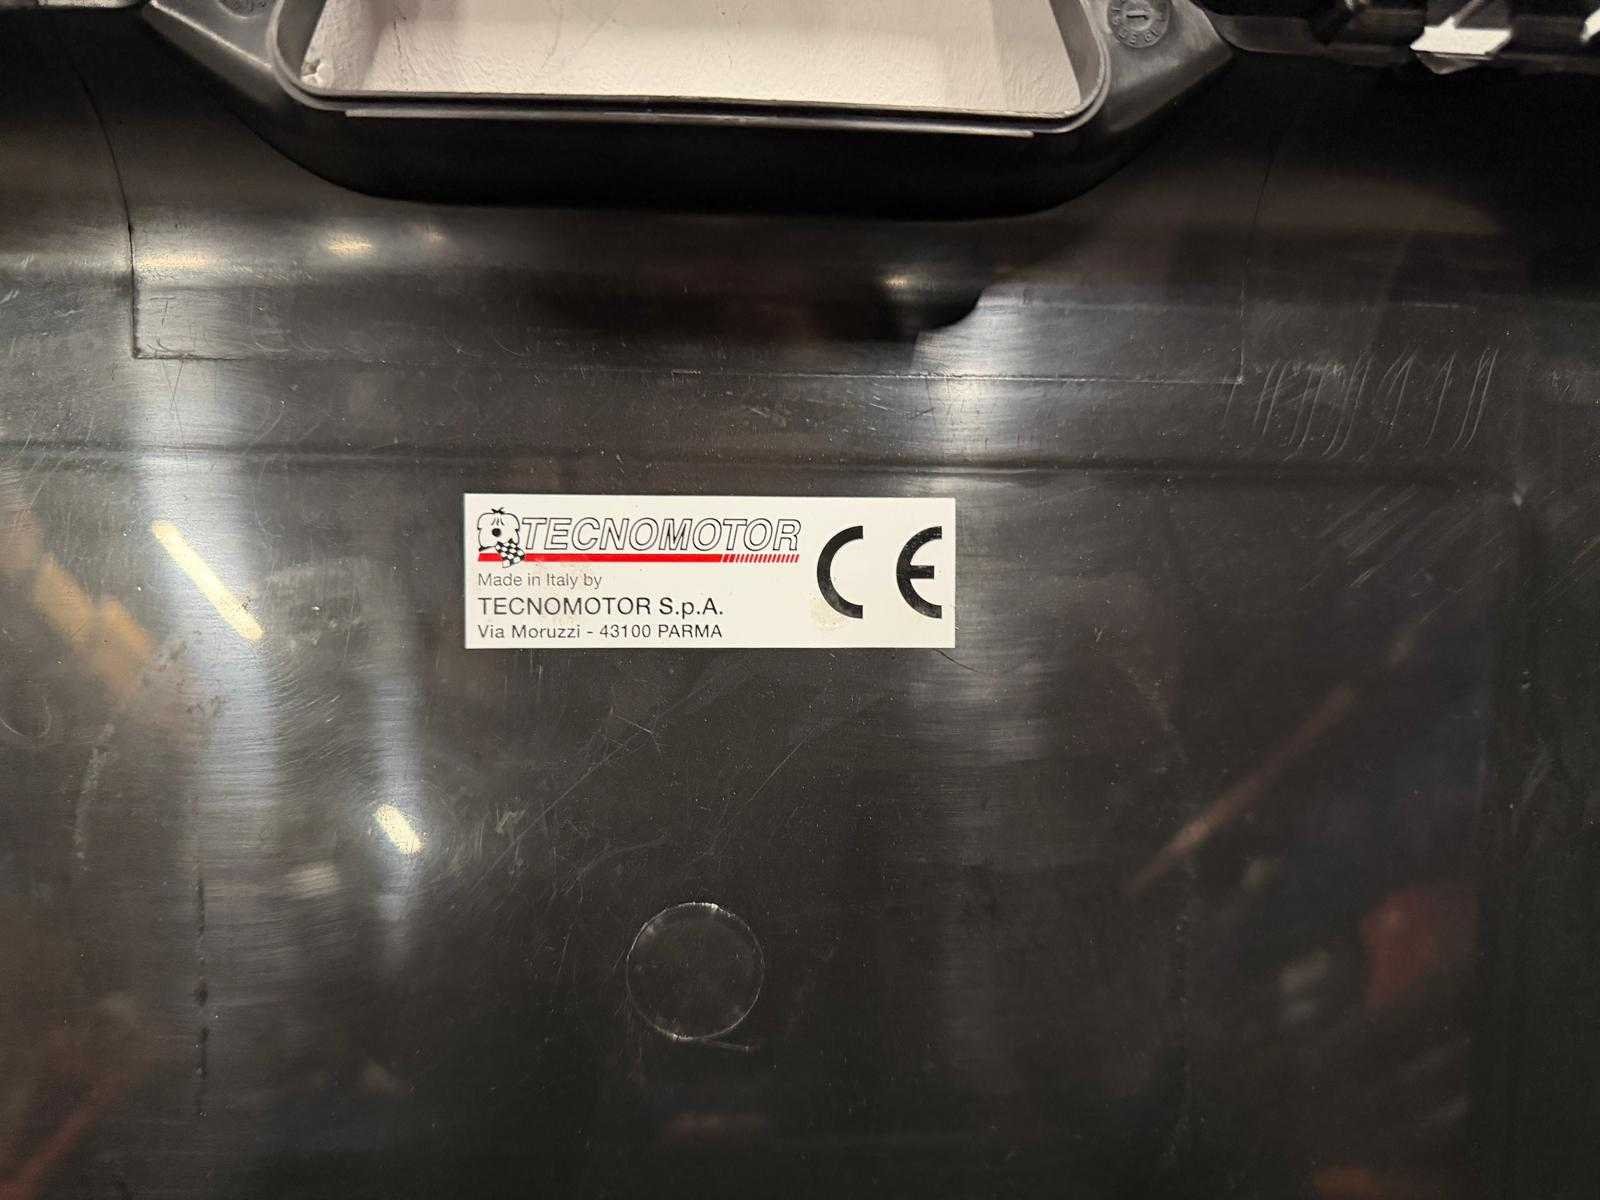 TECNOMOTOR
CE
Made in Italy by
TECNOMOTOR S.p.A.
Via Moruzzi - 43100 PARMA